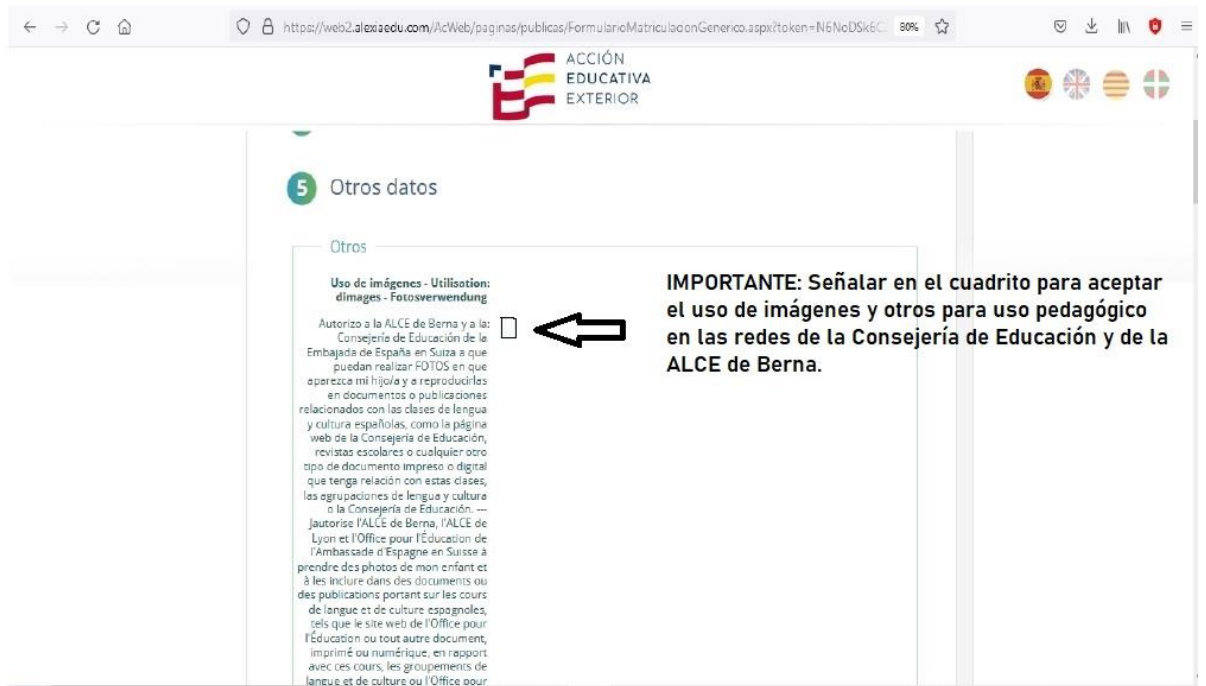 https://web2.alexiaedu.com/AcWeb/paginas/publicas/FormularioMatriculacionGenerico.aspx?token=N6NoDSk6C
80%
ACCIÓN
EDUCATIVA
EXTERIOR
5 Otros datos
Otros
Uso de imágenes - Utilisation:
dimages - Fotosverwendung
Autorizo a la ALCE de Berna y a la:
Consejería de Educación de la
Embajada de España en Suiza a que
puedan realizar FOTOS en que
aparezca mi hijo/a y a reproducirlas
en documentos o publicaciones
relacionados con las clases de lengua
y cultura españolas, como la página
web de la Consejería de Educación,
revistas escolares o cualquier otro
tipo de documento impreso o digital
que tenga relación con estas clases,
las agrupaciones de lengua y cultura
o la Consejería de Educación. ---
Jautorise l'ALCE de Berna, l'ALCE de
Lyon et l'Office pour l'Éducation de
l'Ambassade d'Espagne en Suisse à
prendre des photos de mon enfant et
à les inclure dans des documents ou
des publications portant sur les cours
de langue et de culture espagnoles,
tels que le site web de l'Office pour
l'Éducation ou tout autre document,
imprimé ou numérique, en rapport
avec ces cours, les groupements de
langue et de culture ou l'Office pour
IMPORTANTE: Señalar en el cuadrito para aceptar
el uso de imágenes y otros para uso pedagógico
en las redes de la Consejería de Educación y de la
ALCE de Berna.